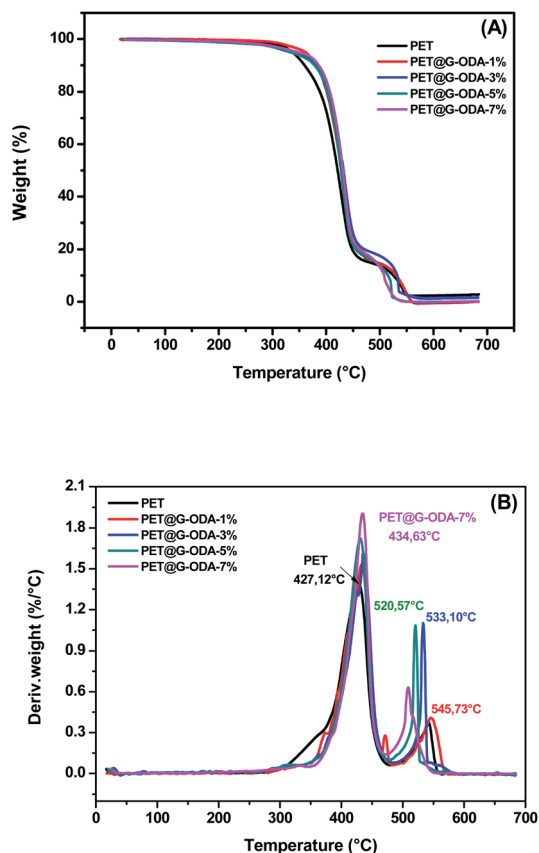 (A)
PET
PET@G-ODA-1%
PET@G-ODA-3%
PET@G-ODA-5%
PET@G-ODA-7%
100
80
60
40
20
0
Weight (%)
0 100 200 300 400 500 600 700
Temperature (°C)
(B)
PET
PET@G-ODA-1%
PET@G-ODA-3%
PET@G-ODA-5%
PET@G-ODA-7%
PET@G-ODA-7%
434,63°C
PET
427,12°C
520,57°C
533,10°C
545,73°C
2.1
1.8
1.5
1.2
0.9
0.6
0.3
0.0
Deriv.weight (%/°C)
0 100 200 300 400 500 600 700
Temperature (°C)